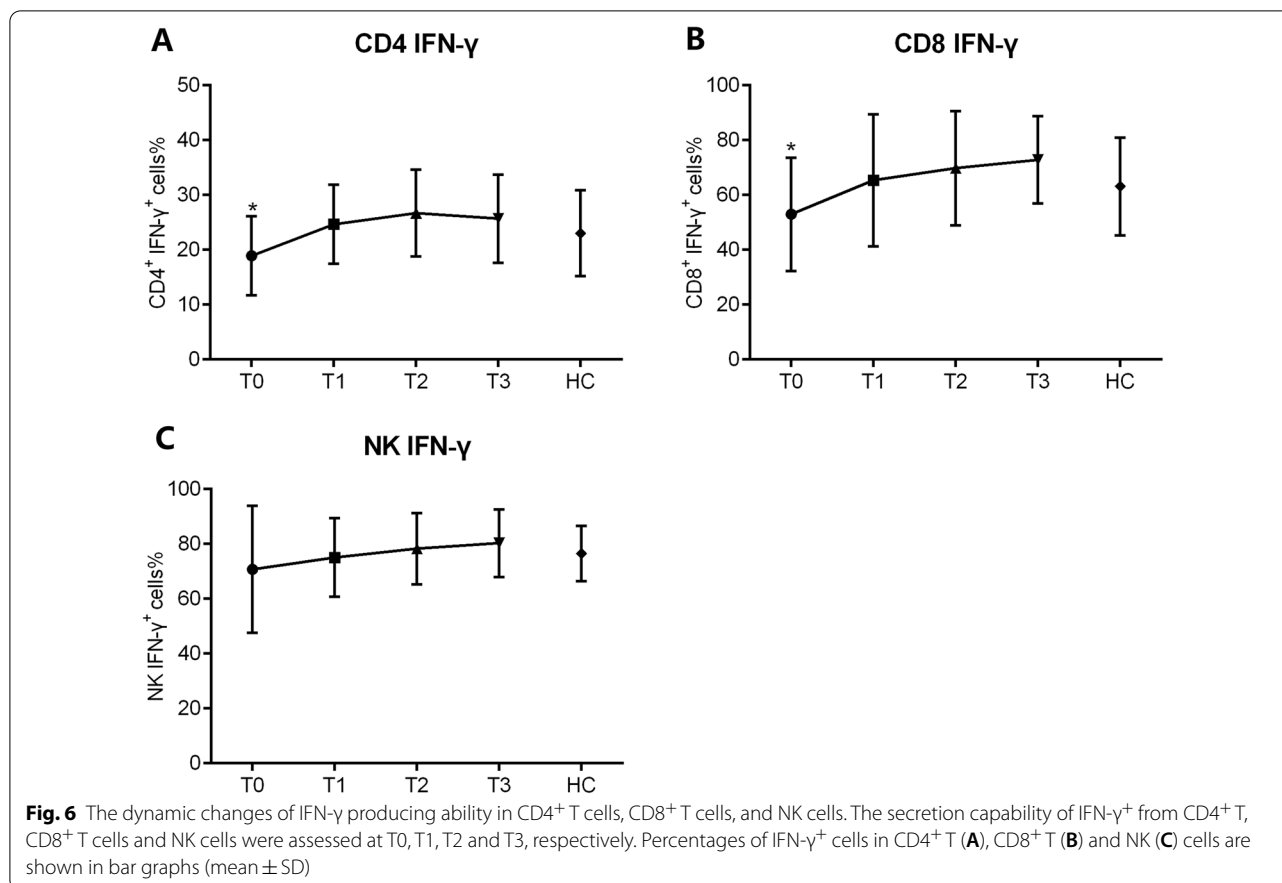 A
CD4 IFN-γ
CD4⁺ IFN-γ⁺ cells%
50
40
30
20
10
0
*
T0 T1 T2 T3 HC
B
CD8 IFN-γ
CD8⁺ IFN-γ⁺ cells%
100
80
60
40
20
0
*
T0 T1 T2 T3 HC
C
NK IFN-γ
NK IFN-γ⁺ cells%
100
80
60
40
20
0
T0 T1 T2 T3 HC
Fig. 6 The dynamic changes of IFN-γ producing ability in CD4⁺ T cells, CD8⁺ T cells, and NK cells. The secretion capability of IFN-γ⁺ from CD4⁺ T,
CD8⁺ T cells and NK cells were assessed at T0, T1, T2 and T3, respectively. Percentages of IFN-γ⁺ cells in CD4⁺ T (A), CD8⁺ T (B) and NK (C) cells are
shown in bar graphs (mean ± SD)